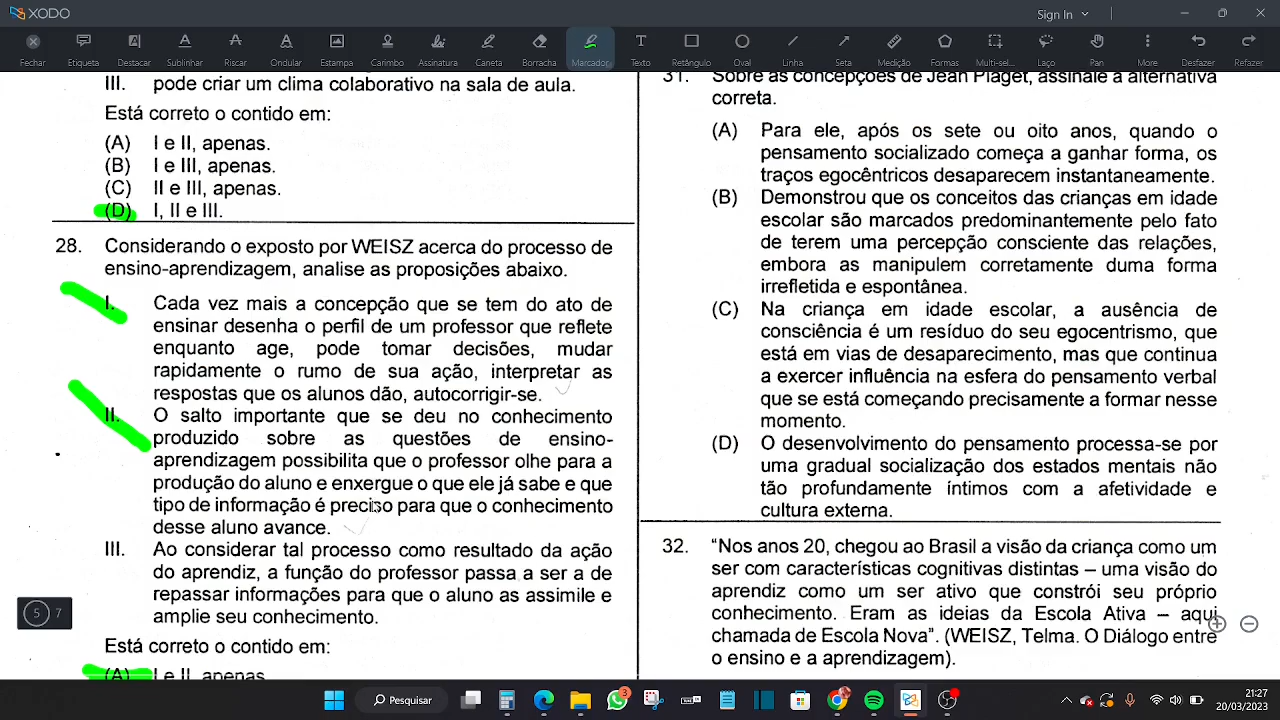 XODO
Sign In
Fechar Etiqueta Destacar Sublinhar Riscar Ondular Estampa Carimbo Assinatura Caneta Borracha Marcador Texto Retângulo Oval Linha Seta Medição Polígono Multi-sel... Laço Pan Mais Desfazer Refazer
III. pode criar um clima colaborativo na sala de aula.
Está correto o contido em:
(A) I e II, apenas.
(B) I e III, apenas.
(C) II e III, apenas.
(D) I, II e III.
28. Considerando o exposto por WEISZ acerca do processo de
ensino-aprendizagem, analise as proposições abaixo.
I. Cada vez mais a concepção que se tem do ato de
ensinar desenha o perfil de um professor que reflete
enquanto age, pode tomar decisões, mudar
rapidamente o rumo de sua ação, interpretar as
respostas que os alunos dão, autocorrigir-se.
II. O salto importante que se deu no conhecimento
produzido sobre as questões de ensino-
aprendizagem possibilita que o professor olhe para a
produção do aluno e enxergue o que ele já sabe e que
tipo de informação é preciso para que o conhecimento
desse aluno avance.
III. Ao considerar tal processo como resultado da ação
do aprendiz, a função do professor passa a ser a de
repassar informações para que o aluno as assimile e
amplie seu conhecimento.
Está correto o contido em:
(A) I e II, apenas.
31. Sobre as concepções de Jean Piaget, assinale a alternativa
correta.
(A) Para ele, após os sete ou oito anos, quando o
pensamento socializado começa a ganhar forma, os
traços egocêntricos desaparecem instantaneamente.
(B) Demonstrou que os conceitos das crianças em idade
escolar são marcados predominantemente pelo fato
de terem uma percepção consciente das relações,
embora as manipulem corretamente duma forma
irrefletida e espontânea.
(C) Na criança em idade escolar, a ausência de
consciência é um resíduo do seu egocentrismo, que
está em vias de desaparecimento, mas que continua
a exercer influência na esfera do pensamento verbal
que se está começando precisamente a formar nesse
momento.
(D) O desenvolvimento do pensamento processa-se por
uma gradual socialização dos estados mentais não
tão profundamente íntimos com a afetividade e
cultura externa.
32. “Nos anos 20, chegou ao Brasil a visão da criança como um
ser com características cognitivas distintas – uma visão do
aprendiz como um ser ativo que constrói seu próprio
conhecimento. Eram as ideias da Escola Ativa – aqui
chamada de Escola Nova”. (WEISZ, Telma. O Diálogo entre
o ensino e a aprendizagem).
5 7
Pesquisar
3
21:27
20/03/2023